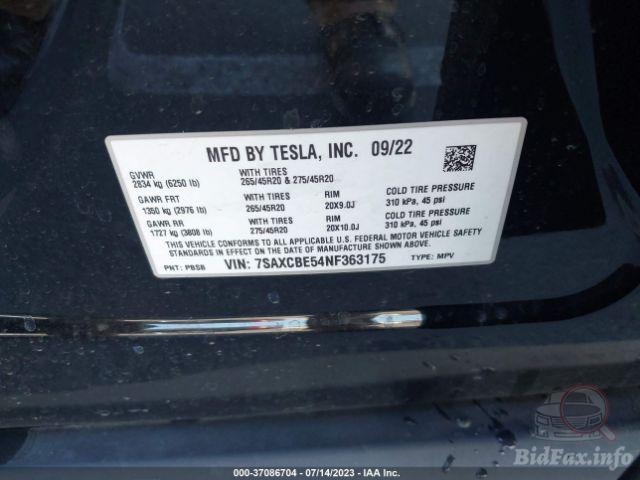 MFD BY TESLA, INC. 09/22
GVWR
2834 kg (6250 lb)
WITH TIRES
265/45R20 & 275/45R20
GAWR FRT
1350 kg (2976 lb)
WITH TIRES
265/45R20
RIM
20X9.0J
COLD TIRE PRESSURE
310 kPa, 45 psi
GAWR RR
1727 kg (3808 lb)
WITH TIRES
275/45R20
RIM
20X10.0J
COLD TIRE PRESSURE
310 kPa, 45 psi
THIS VEHICLE CONFORMS TO ALL APPLICABLE U.S. FEDERAL MOTOR VEHICLE SAFETY
STANDARDS IN EFFECT ON THE DATE OF MANUFACTURE SHOWN ABOVE.
PNT: PBSB VIN: 7SAXCBE54NF363175 TYPE: MPV
000-37086704 - 07/14/2023 - IAA Inc.
BidFax.info